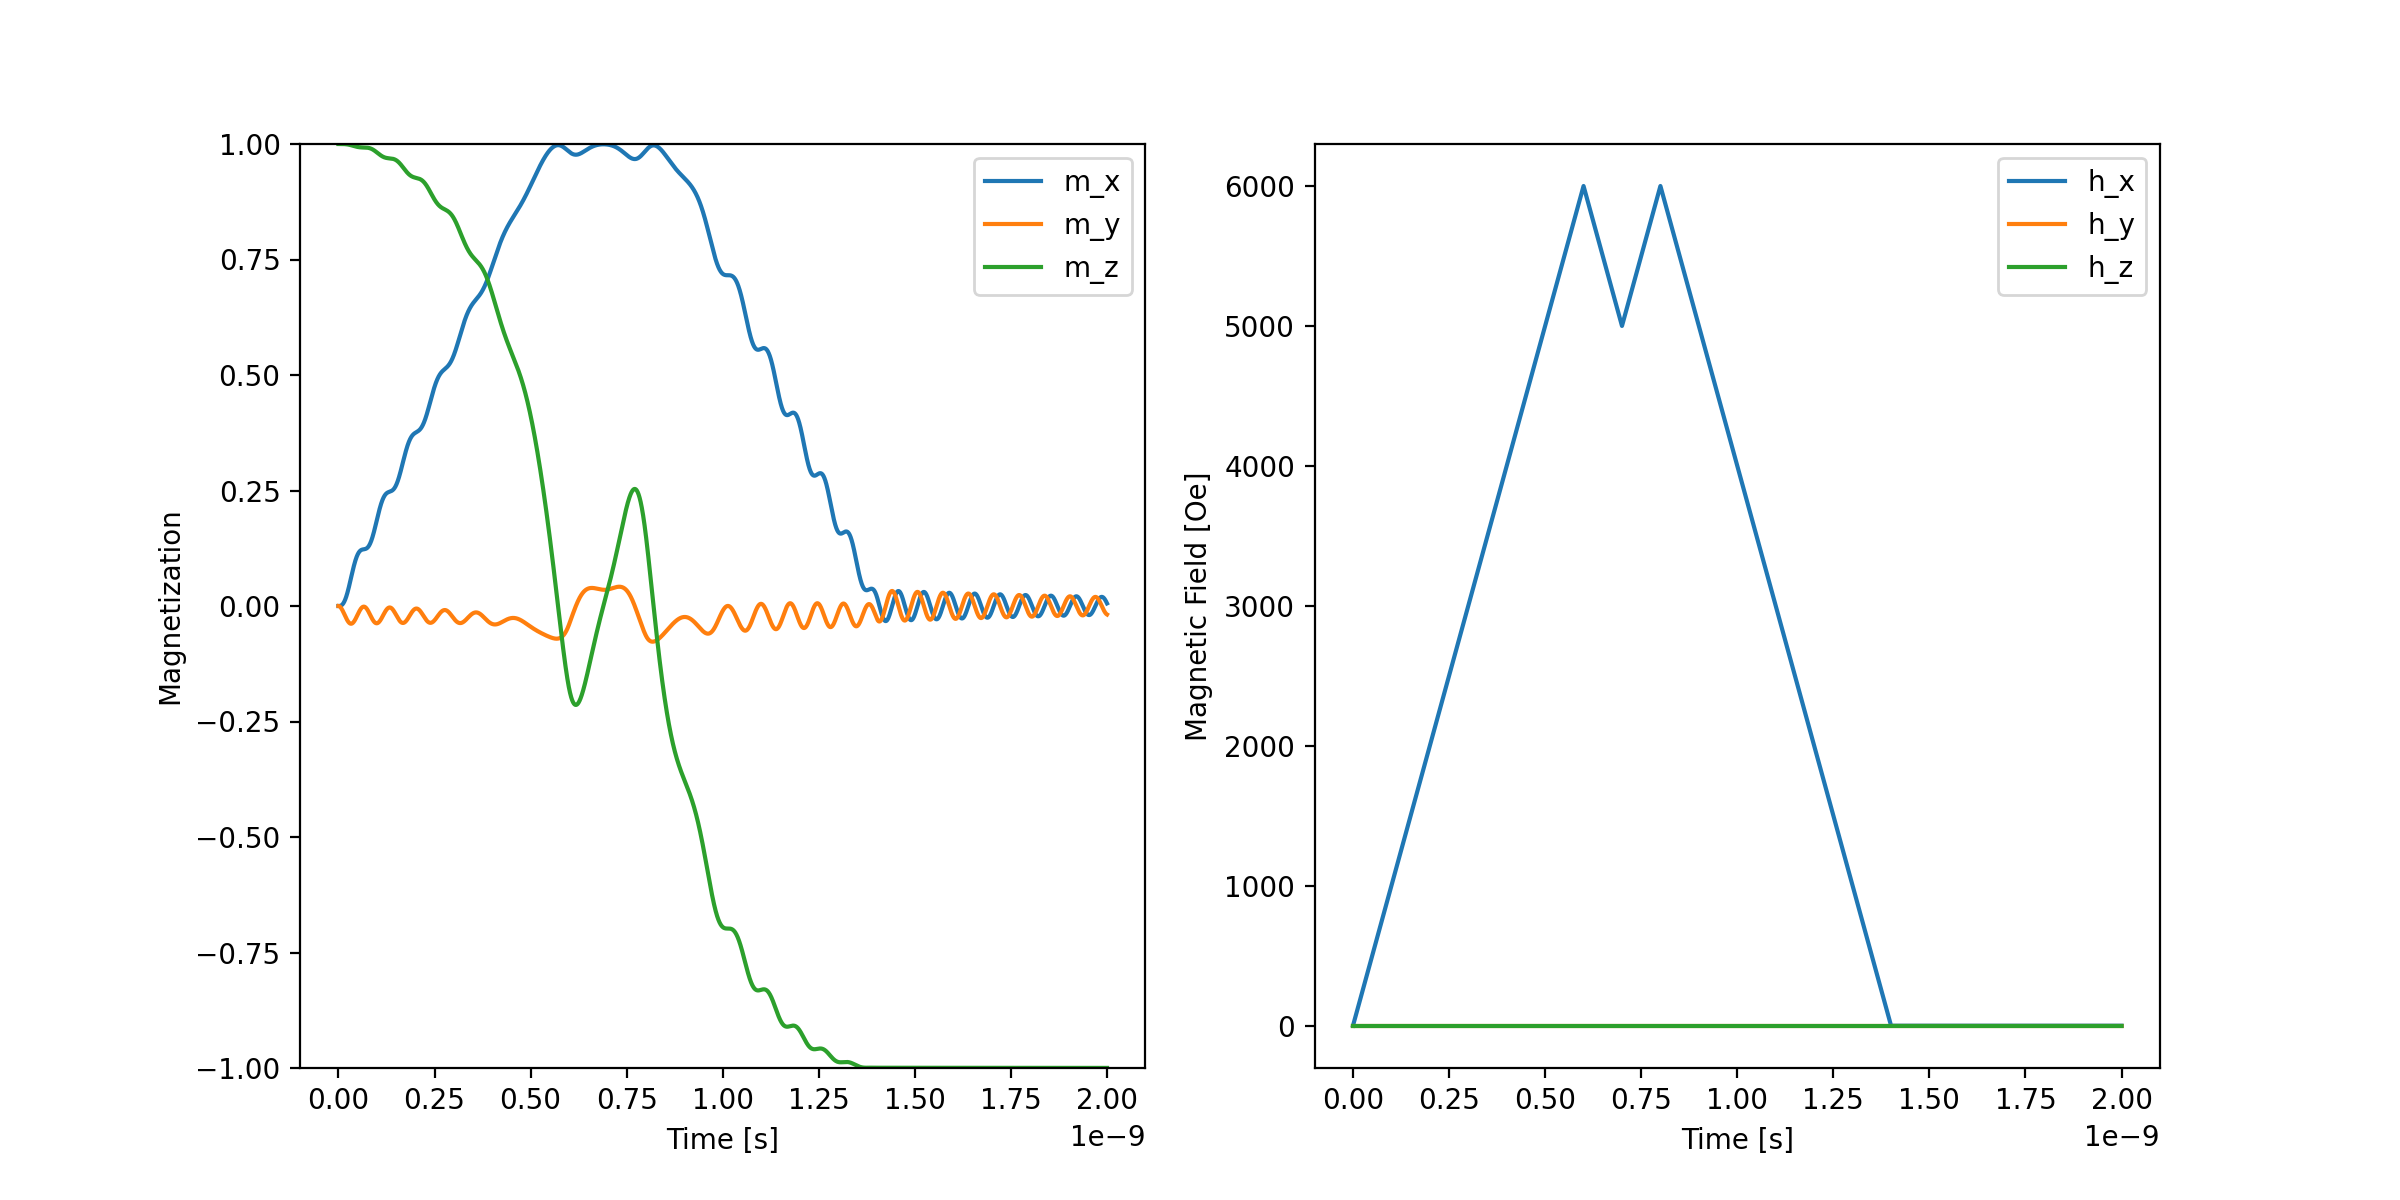 Magnetization
1.00
0.75
0.50
0.25
0.00
−0.25
−0.50
−0.75
−1.00
m_x
m_y
m_z
0.00 0.25 0.50 0.75 1.00 1.25 1.50 1.75 2.00
Time [s]
1e−9
Magnetic Field [Oe]
6000
5000
4000
3000
2000
1000
0
h_x
h_y
h_z
0.00 0.25 0.50 0.75 1.00 1.25 1.50 1.75 2.00
Time [s]
1e−9